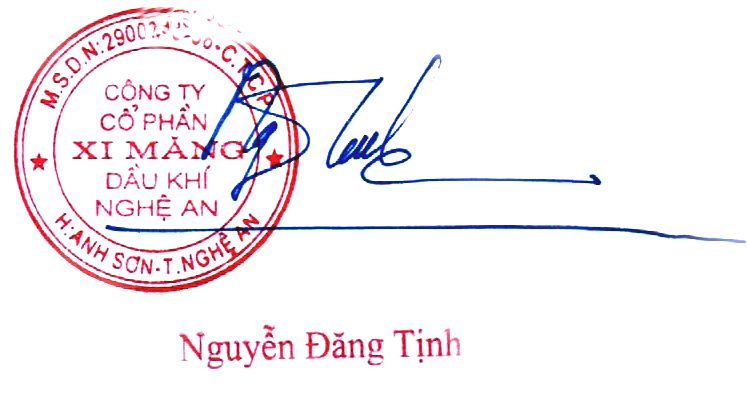 C.T.C.P
CÔNG TY
CỔ PHẦN
XI MĂNG
DẦU KHÍ
NGHỆ AN
H.ANH SƠN-T.NGHỆ AN
Nguyễn Đăng Tịnh